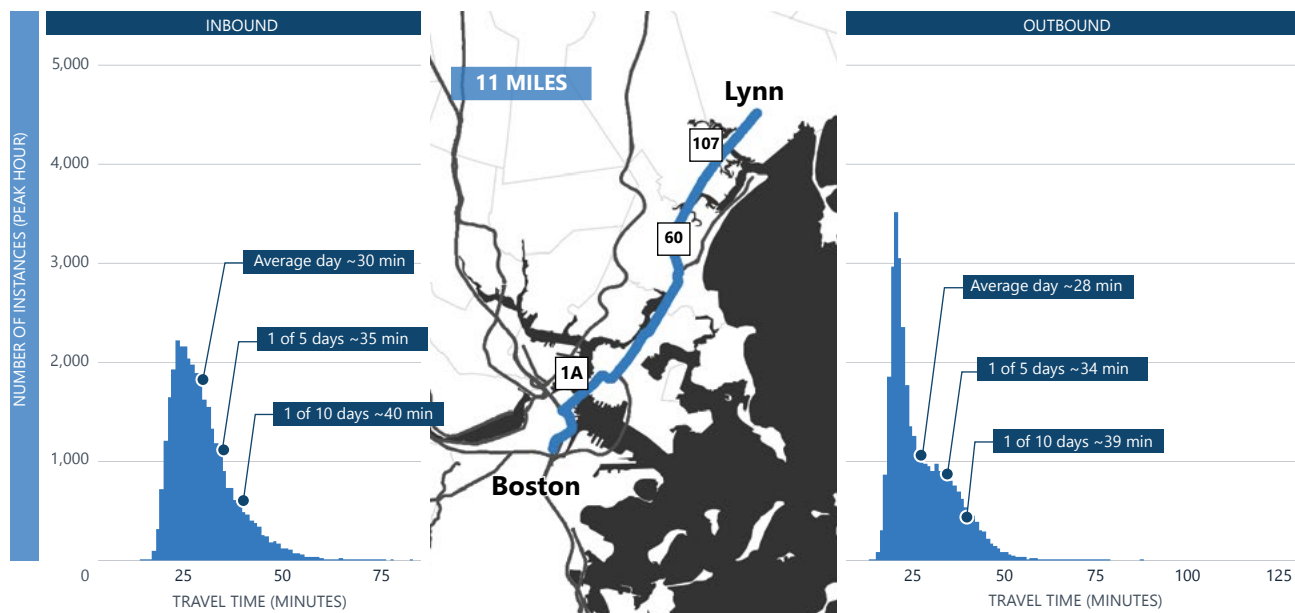 INBOUND
NUMBER OF INSTANCES (PEAK HOUR)
5,000
4,000
3,000
2,000
1,000
0
Average day ~30 min
1 of 5 days ~35 min
1 of 10 days ~40 min
25
50
75
TRAVEL TIME (MINUTES)
11 MILES
Lynn
107
60
1A
Boston
OUTBOUND
Average day ~28 min
1 of 5 days ~34 min
1 of 10 days ~39 min
25
50
75
100
125
TRAVEL TIME (MINUTES)